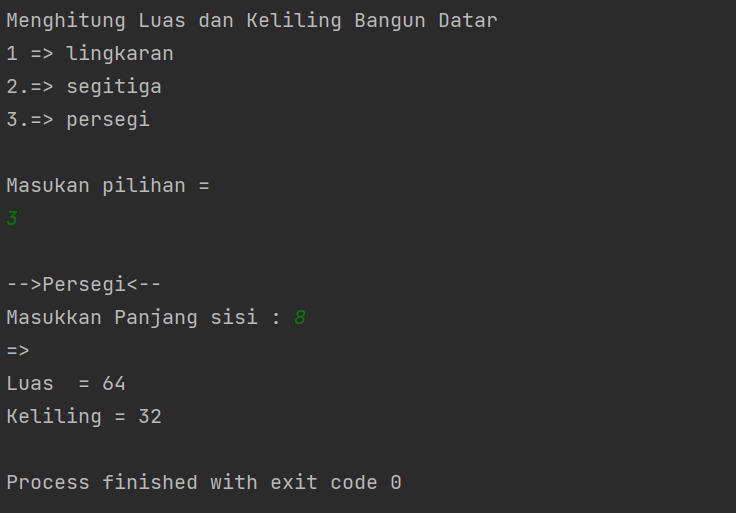 Menghitung Luas dan Keliling Bangun Datar
1 => lingkaran
2.=> segitiga
3.=> persegi
Masukan pilihan =
3
-->Persegi<--
Masukkan Panjang sisi : 8
=>
Luas  = 64
Keliling = 32
Process finished with exit code 0